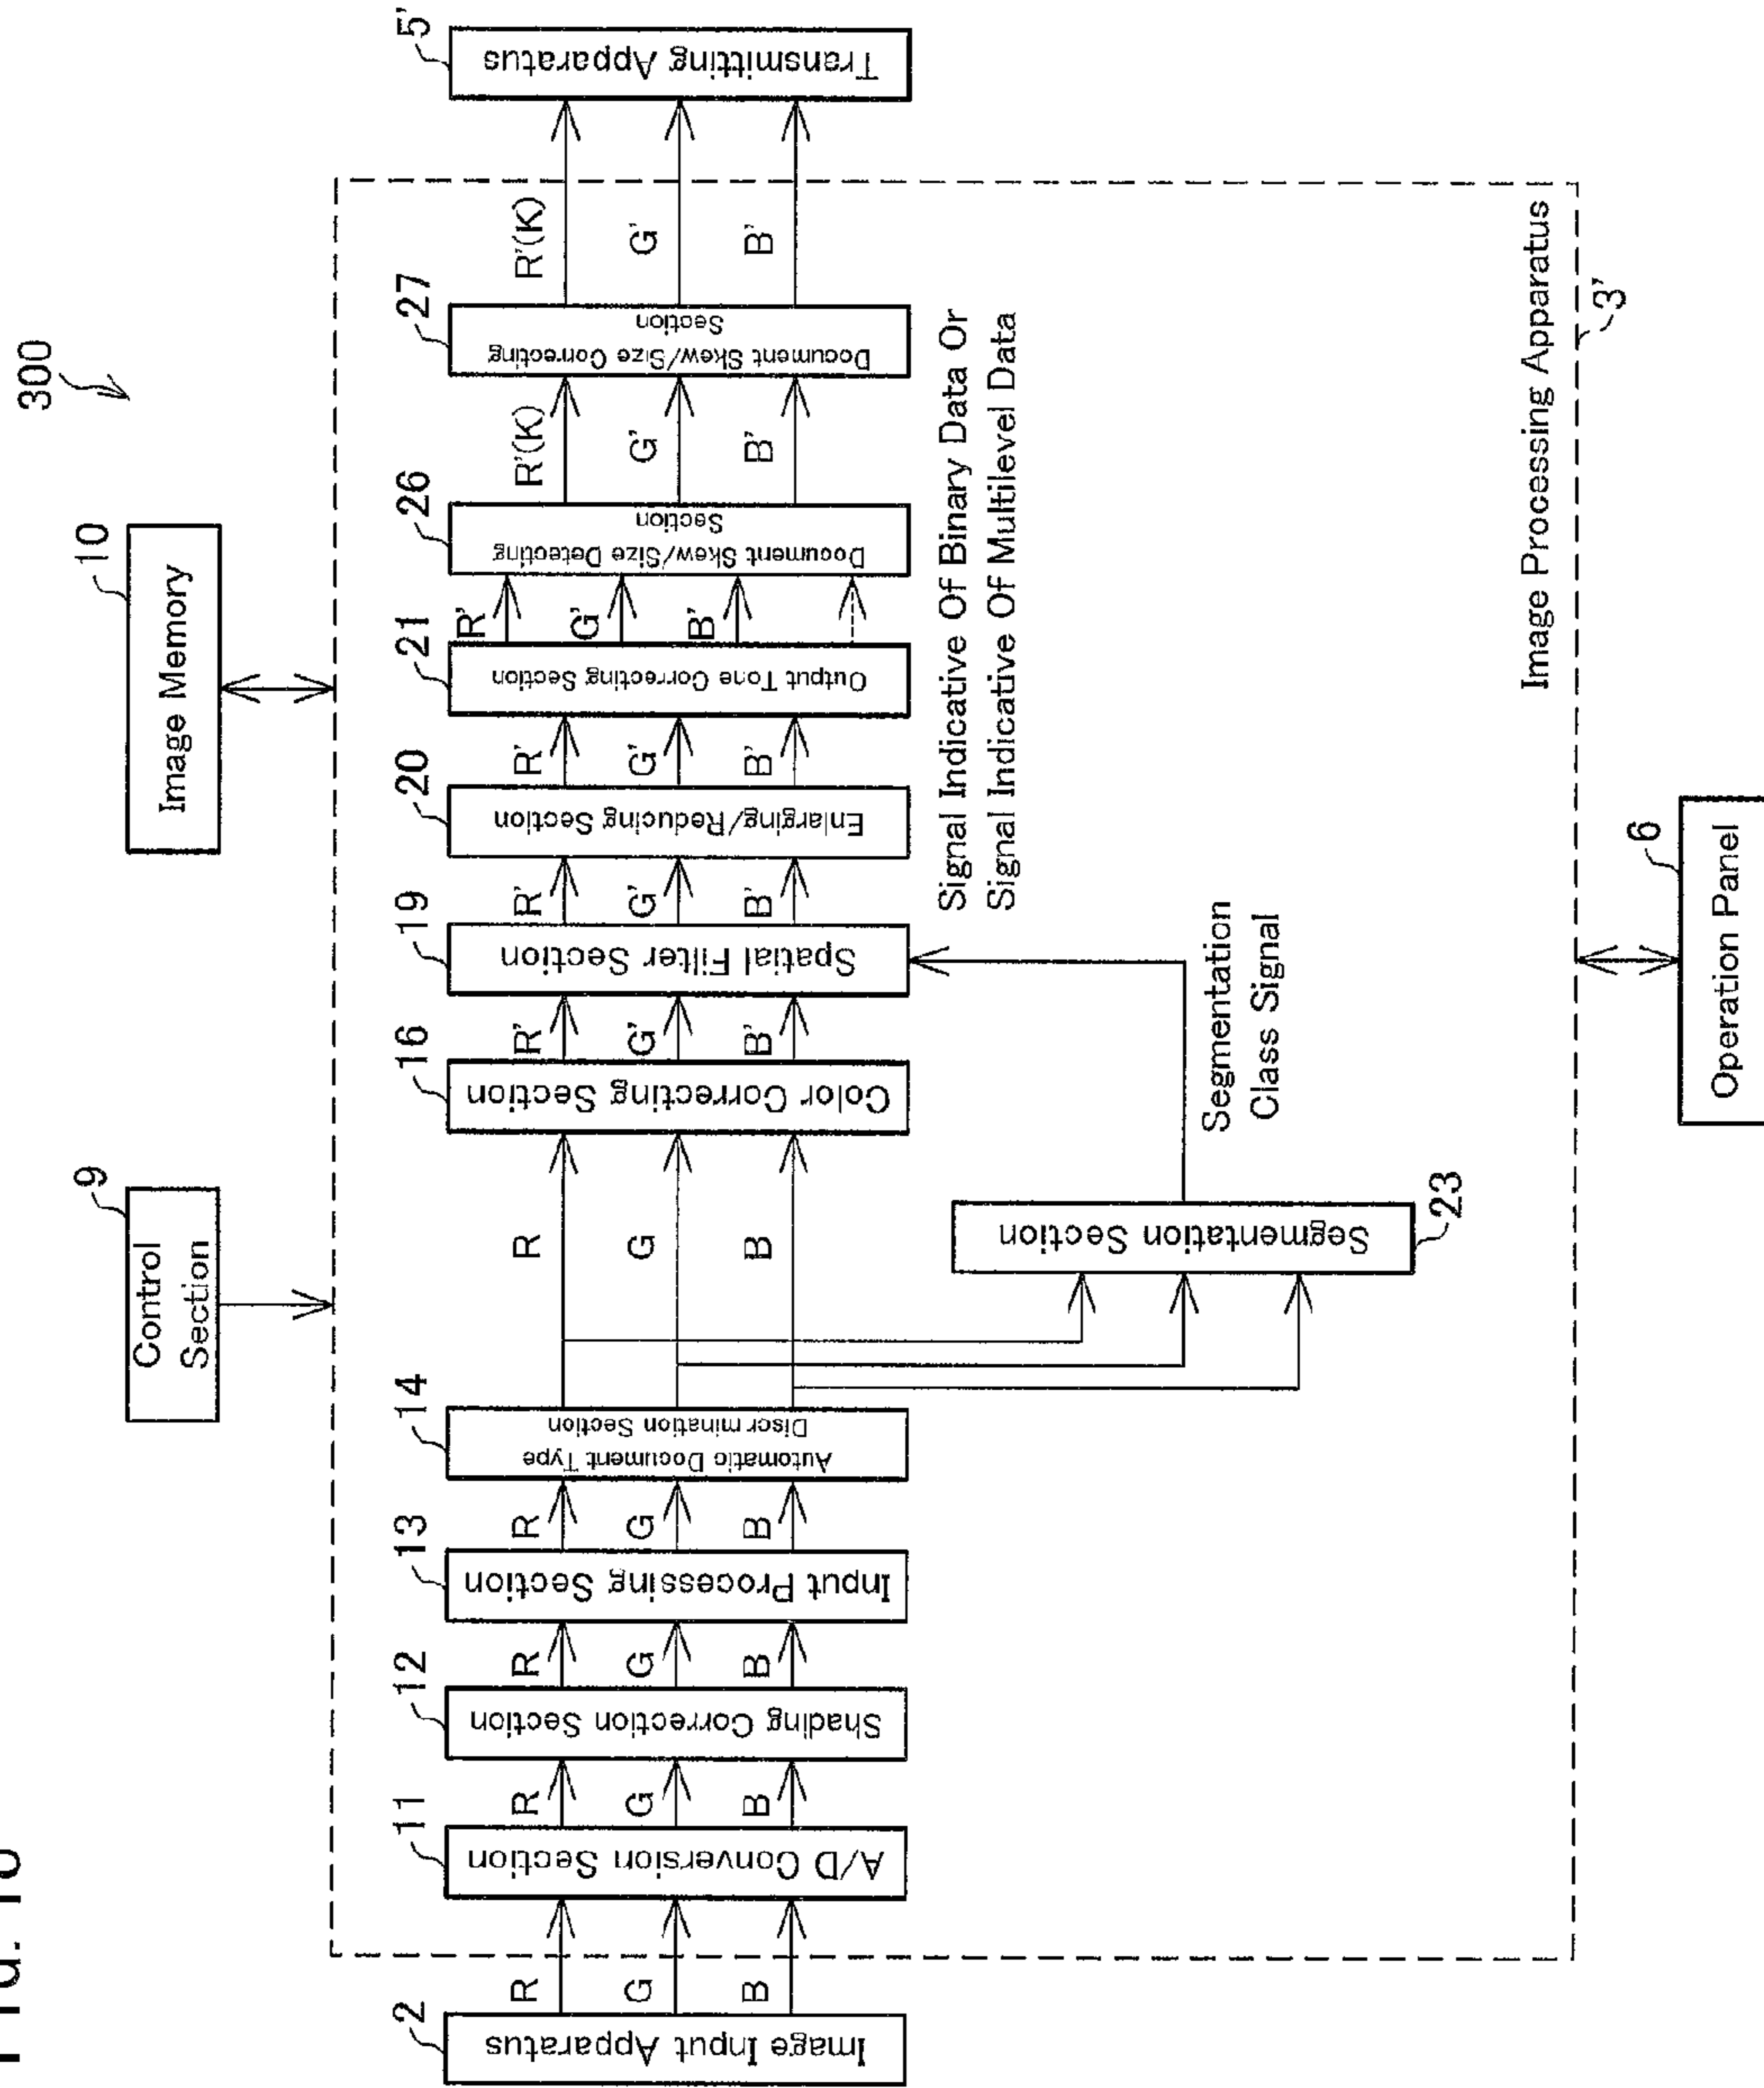 300
9
Control
Section
10
Image Memory
2
Image Input Apparatus
R
G
B
11
A/D Conversion Section
R
G
B
12
Shading Correction Section
R
G
B
13
Input Processing Section
R
G
B
14
Automatic Document Type
Discrimination Section
R
G
B
16
Color Correcting Section
R'
G'
B'
19
Spatial Filter Section
R'
G'
B'
20
Enlarging/Reducing Section
R'
G'
B'
21
Output Tone Correcting Section
R'
G'
B'
26
Document Skew/Size Detecting
Section
R'(K)
G'
B'
27
Document Skew/Size Correcting
Section
R'(K)
G'
B'
5'
Transmitting Apparatus
Signal Indicative Of Binary Data Or
Signal Indicative Of Multilevel Data
Segmentation Section
23
Segmentation
Class Signal
Image Processing Apparatus
3'
6
Operation Panel